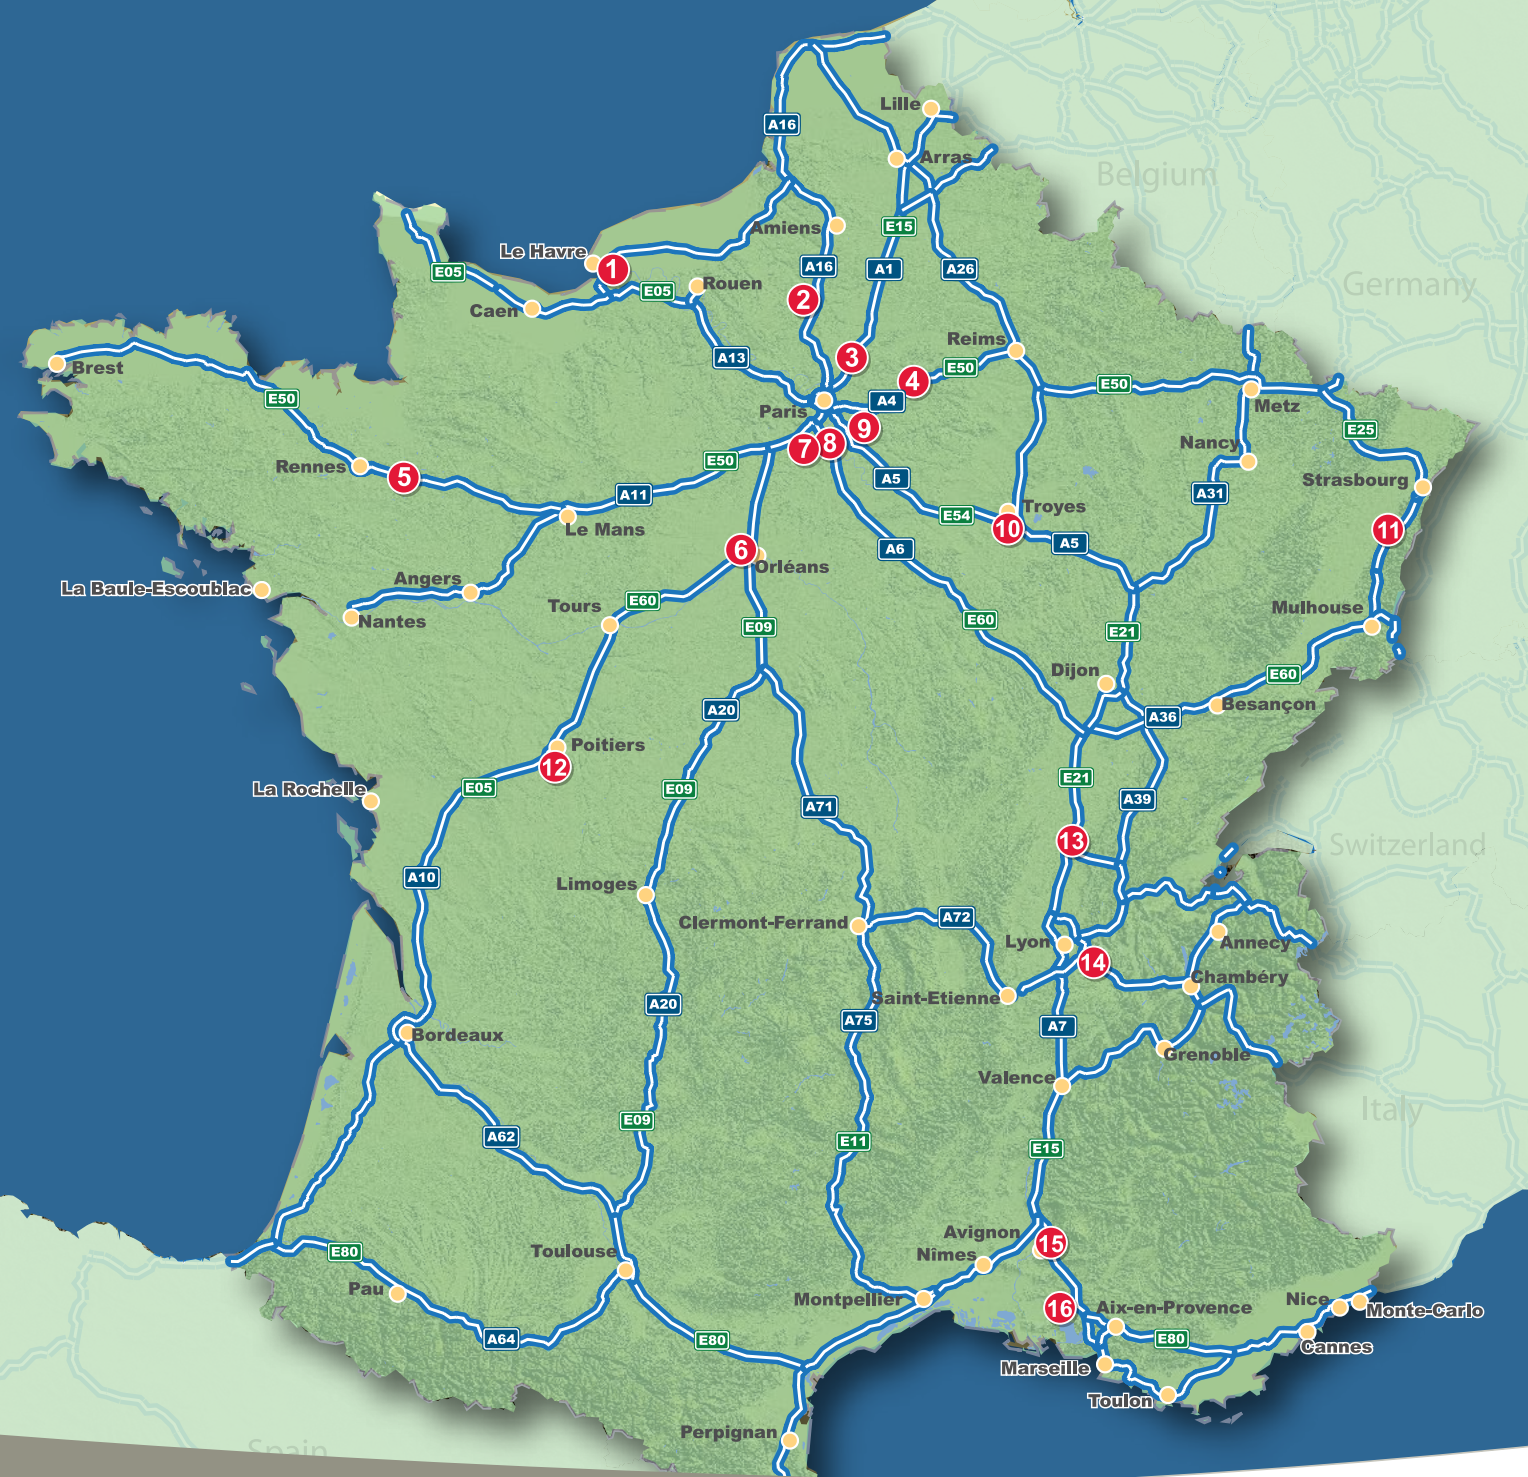 Lille
A16
Arras
Belgium
Amiens
E15
Le Havre
1
E05
A16
A1
A26
Germany
Rouen
E05
2
Caen
Reims
A13
3
E50
4
E50
Brest
A4
Metz
E50
Paris
9
E25
7
8
Nancy
E50
Rennes
5
A5
Strasbourg
A11
A31
E54
Troyes
Le Mans
10
11
A5
6
A6
Orléans
Angers
La Baule-Escoublac
E60
Tours
Mulhouse
Nantes
E60
E09
E21
Dijon
E60
A20
Besançon
A36
Poitiers
12
E21
La Rochelle
E05
E09
A39
A71
13
Switzerland
A10
Limoges
A72
Clermont-Ferrand
Lyon
Annecy
14
Chambéry
Saint-Etienne
A20
A75
A7
Bordeaux
Grenoble
Valence
Italy
E09
A62
E11
E15
Avignon
15
E80
Toulouse
Nîmes
Pau
Montpellier
16
Aix-en-Provence
Nice
Monte-Carlo
A64
E80
E80
Cannes
Marseille
Toulon
Perpignan
Spain